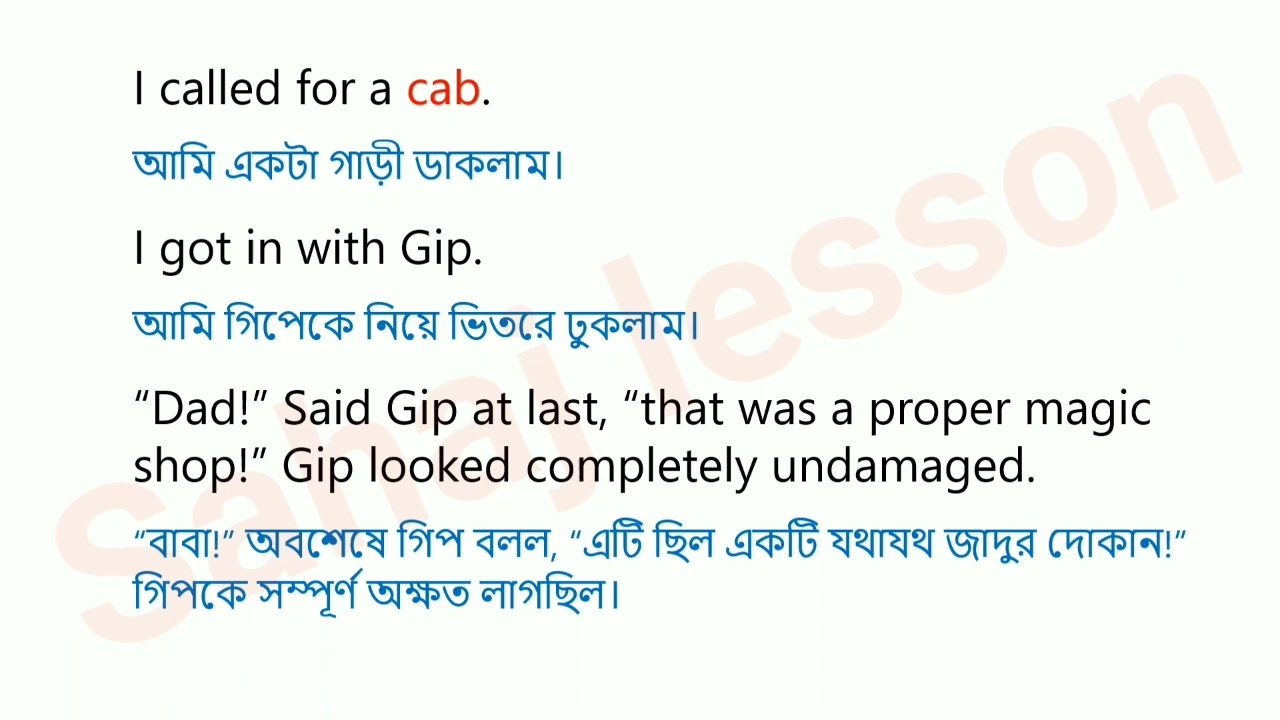 I called for a cab.
আমি একটা গাড়ী ডাকলাম।
I got in with Gip.
আমি গিপেকে নিয়ে ভিতরে ঢুকলাম।
“Dad!” Said Gip at last, “that was a proper magic
shop!” Gip looked completely undamaged.
“বাবা!” অবশেষে গিপ বলল, “এটি ছিল একটি যথাযথ জাদুর দোকান!”
গিপকে সম্পূর্ণ অক্ষত লাগছিল।
Sahaj lesson